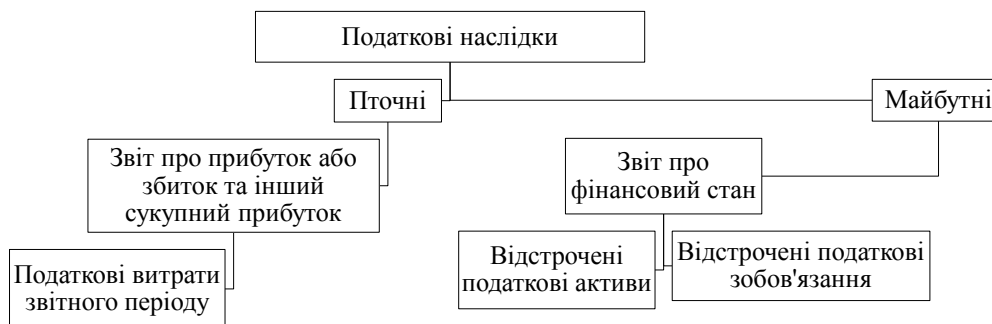 Податкові наслідки
Пточні
Майбутні
Звіт про прибуток або
збиток та інший
сукупний прибуток
Звіт про
фінансовий стан
Податкові витрати
звітного періоду
Відстрочені
податкові активи
Відстрочені податкові
зобов'язання